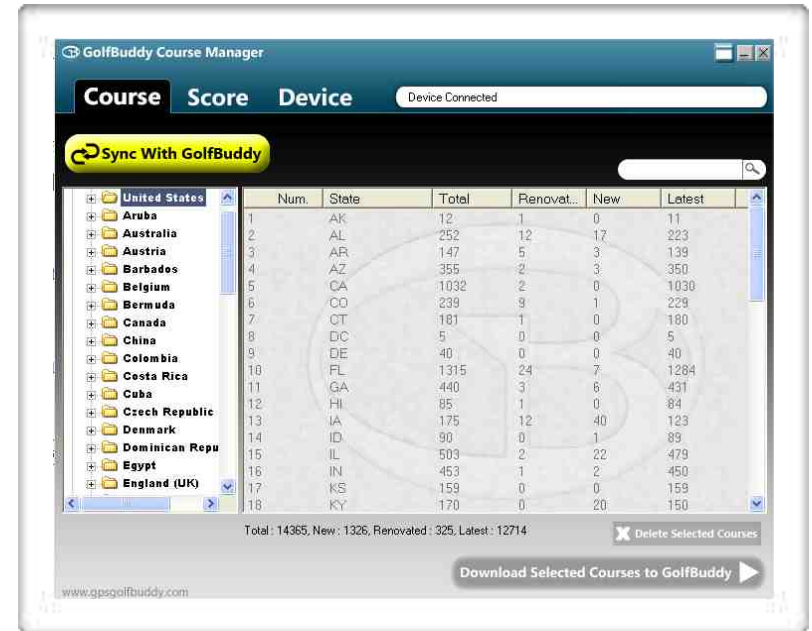 GolfBuddy Course Manager
Course Score Device Device Connected
Sync With GolfBuddy
United States
Aruba
Australia
Austria
Barbados
Belgium
Bermuda
Canada
China
Colombia
Costa Rica
Cuba
Czech Republic
Denmark
Dominican Repu
Egypt
England (UK)
Num. State Total Renovat... New Latest
1 AK 12 1 0 11
2 AL 252 12 17 223
3 AR 147 5 3 139
4 AZ 355 2 3 350
5 CA 1032 2 0 1030
6 CO 239 9 1 229
7 CT 181 1 0 180
8 DC 5 0 0 5
9 DE 40 0 0 40
10 FL 1315 24 7 1284
11 GA 440 3 6 431
12 HI 85 1 0 84
13 IA 175 12 40 123
14 ID 90 0 1 89
15 IL 503 2 22 479
16 IN 453 1 2 450
17 KS 159 0 0 159
18 KY 170 0 20 150
Total : 14365, New : 1326, Renovated : 325, Latest : 12714
Delete Selected Courses
Download Selected Courses to GolfBuddy
www.gpsgolfbuddy.com